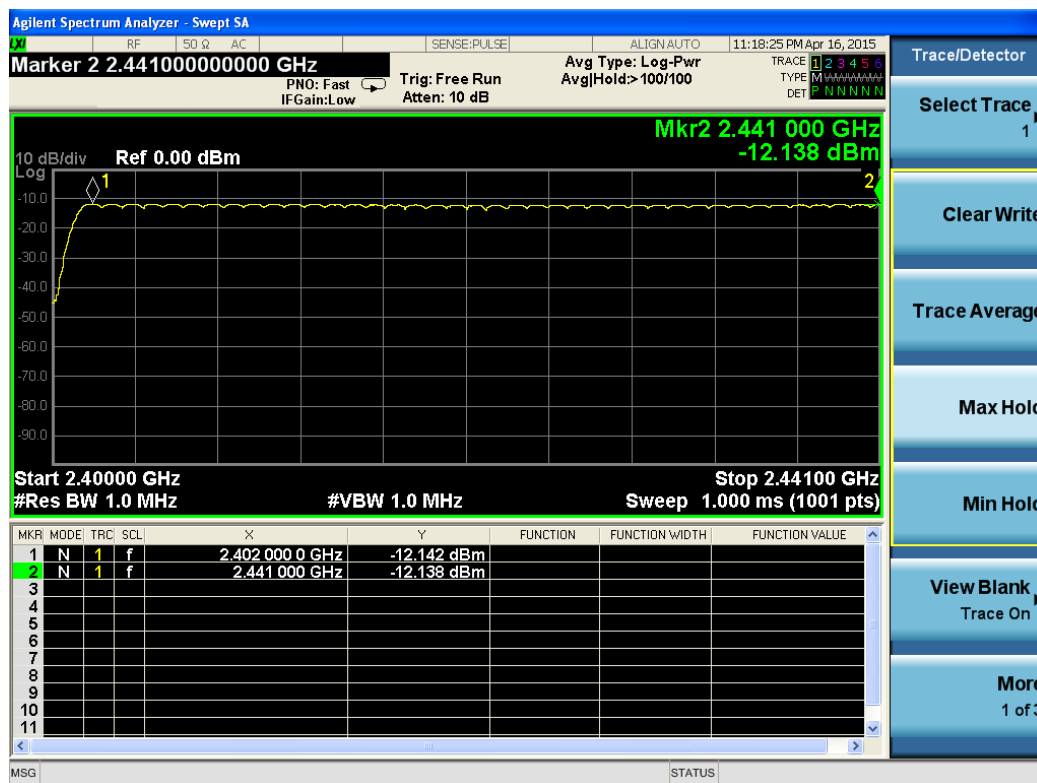 Agilent Spectrum Analyzer - Swept SA
LXI RF 50 Ω AC SENSE:PULSE ALIGN AUTO 11:18:25 PM Apr 16, 2015
Marker 2 2.441000000000 GHz
PNO: Fast
IFGain:Low
Trig: Free Run
Atten: 10 dB
Avg Type: Log-Pwr
Avg|Hold:>100/100
TRACE 1 2 3 4 5 6
TYPE M
DET P N N N N N
Mkr2 2.441 000 GHz
-12.138 dBm
10 dB/div Ref 0.00 dBm
Log
1
2
-10.0
-20.0
-30.0
-40.0
-50.0
-60.0
-70.0
-80.0
-90.0
Start 2.40000 GHz Stop 2.44100 GHz
#Res BW 1.0 MHz #VBW 1.0 MHz Sweep 1.000 ms (1001 pts)
MKR MODE TRC SCL X Y FUNCTION FUNCTION WIDTH FUNCTION VALUE
1 N 1 f 2.402 000 0 GHz -12.142 dBm
2 N 1 f 2.441 000 GHz -12.138 dBm
3
4
5
6
7
8
9
10
11
MSG STATUS
Trace/Detector
Select Trace
1
Clear Write
Trace Average
Max Hold
Min Hold
View Blank
Trace On
More
1 of 3